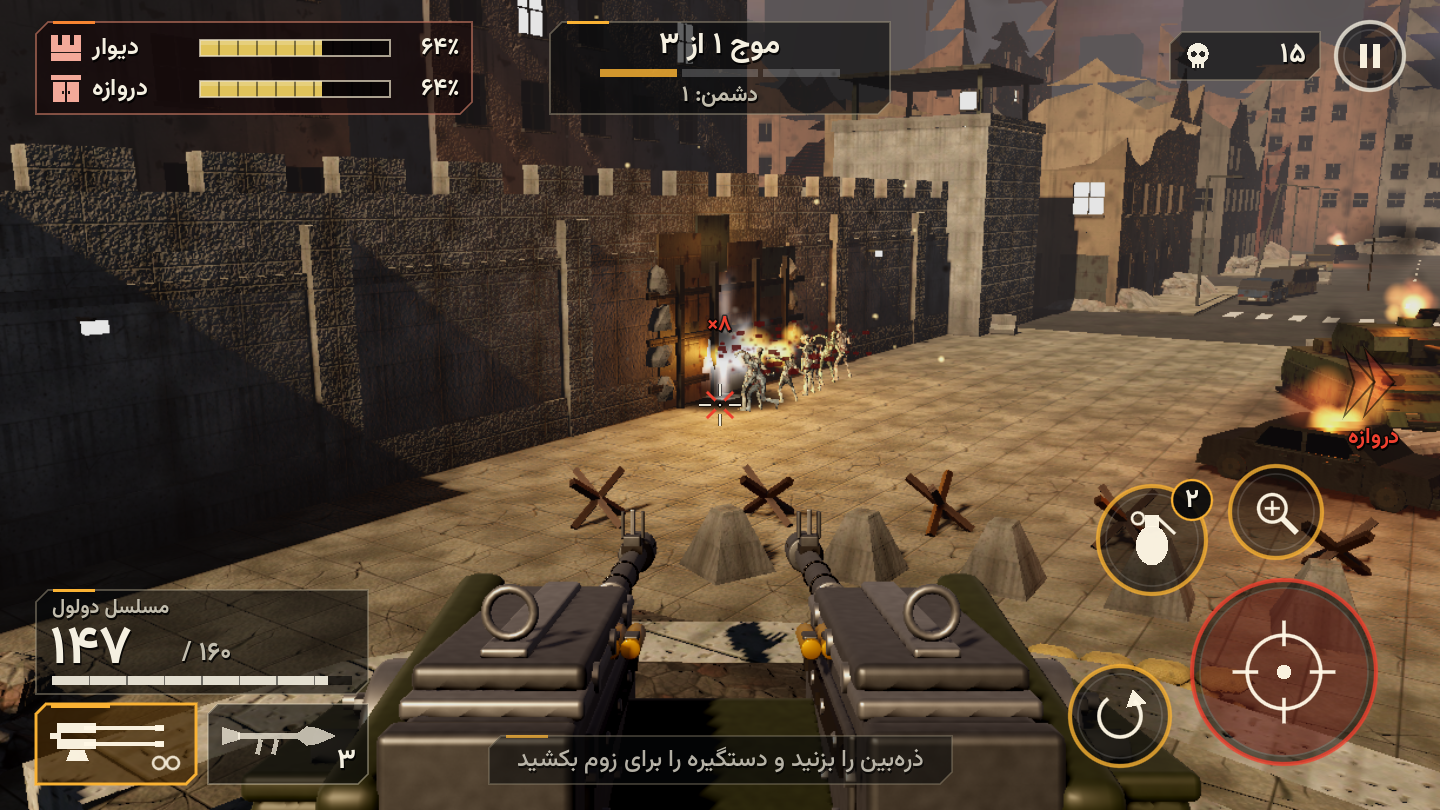 دیوار ۶۴٪
دروازه ۶۴٪
موج ۱ از ۳
دشمن: ۱
۱۵
×۸
دروازه
۲
مسلسل دولول
۱۴۷ / ۱۶۰
∞
۳
ذره‌بین را بزنید و دستگیره را برای زوم بکشید